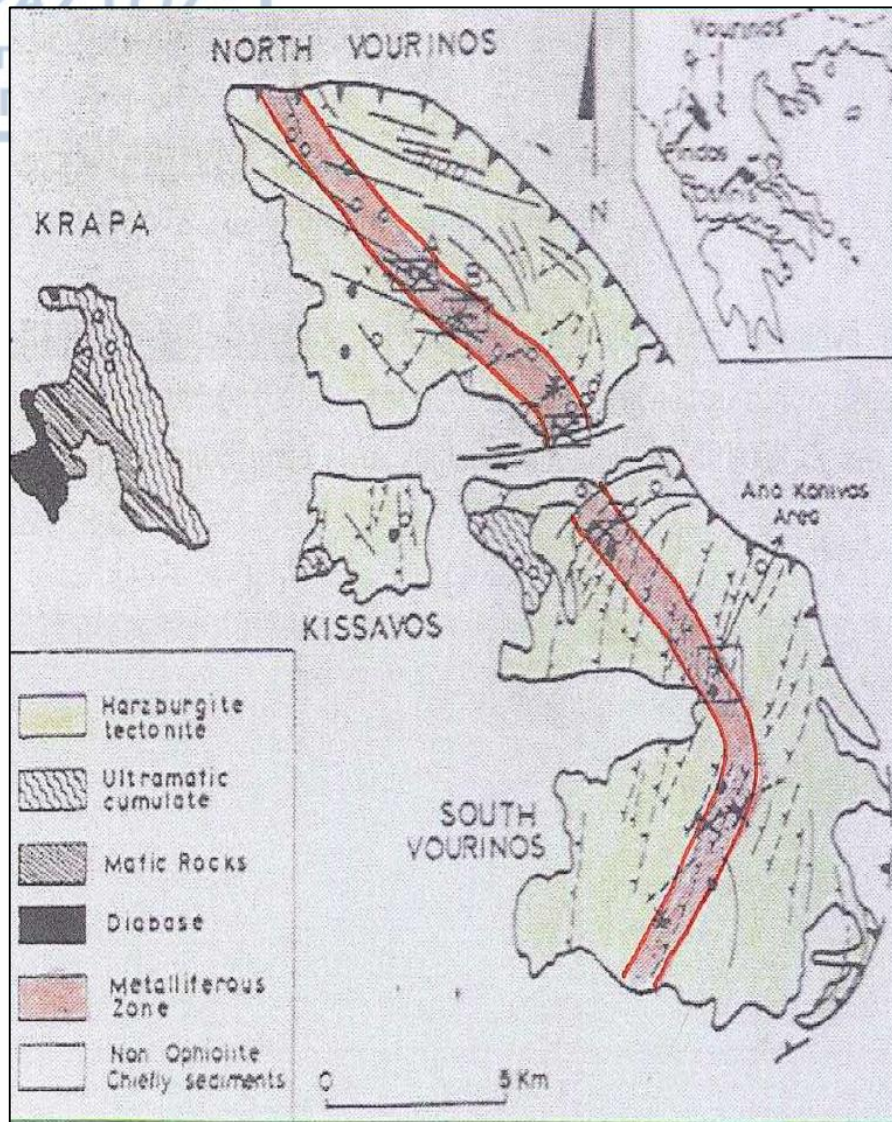 NORTH VOURINOS
Vourinos
Pindos
KRAPA
N
Ano Konivos
Area
KISSAVOS
SOUTH
VOURINOS
Harzburgite
tectonite
Ultramafic
cumulate
Mafic Rocks
Diabase
Metalliferous
Zone
Non Ophiolite
Chiefly sediments
0 5 Km